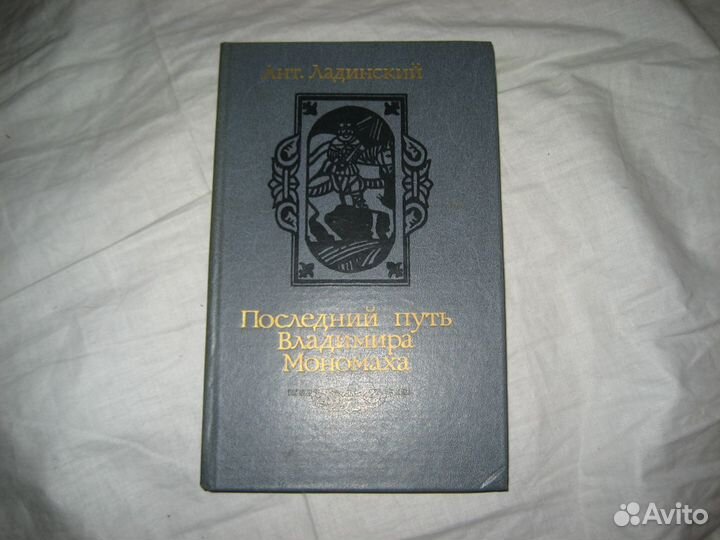 Ант. Ладинский
Последний путь
Владимира
Мономаха
Avito